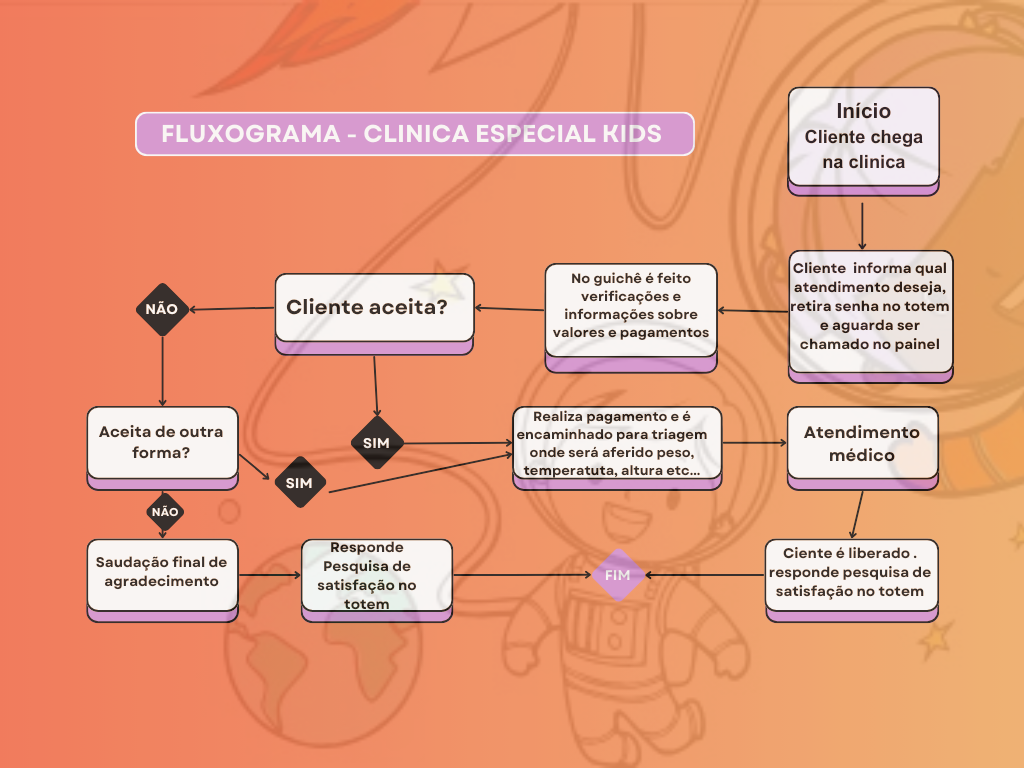 FLUXOGRAMA - CLINICA ESPECIAL KIDS
Início
Cliente chega
na clinica
Cliente informa qual
atendimento deseja,
retira senha no totem
e aguarda ser
chamado no painel
No guichê é feito
verificações e
informações sobre
valores e pagamentos
Cliente aceita?
NÃO
Aceita de outra
forma?
SIM
SIM
Realiza pagamento e é
encaminhado para triagem
onde será aferido peso,
temperatuta, altura etc...
Atendimento
médico
NÃO
Saudação final de
agradecimento
Responde
Pesquisa de
satisfação no
totem
FIM
Ciente é liberado .
responde pesquisa de
satisfação no totem